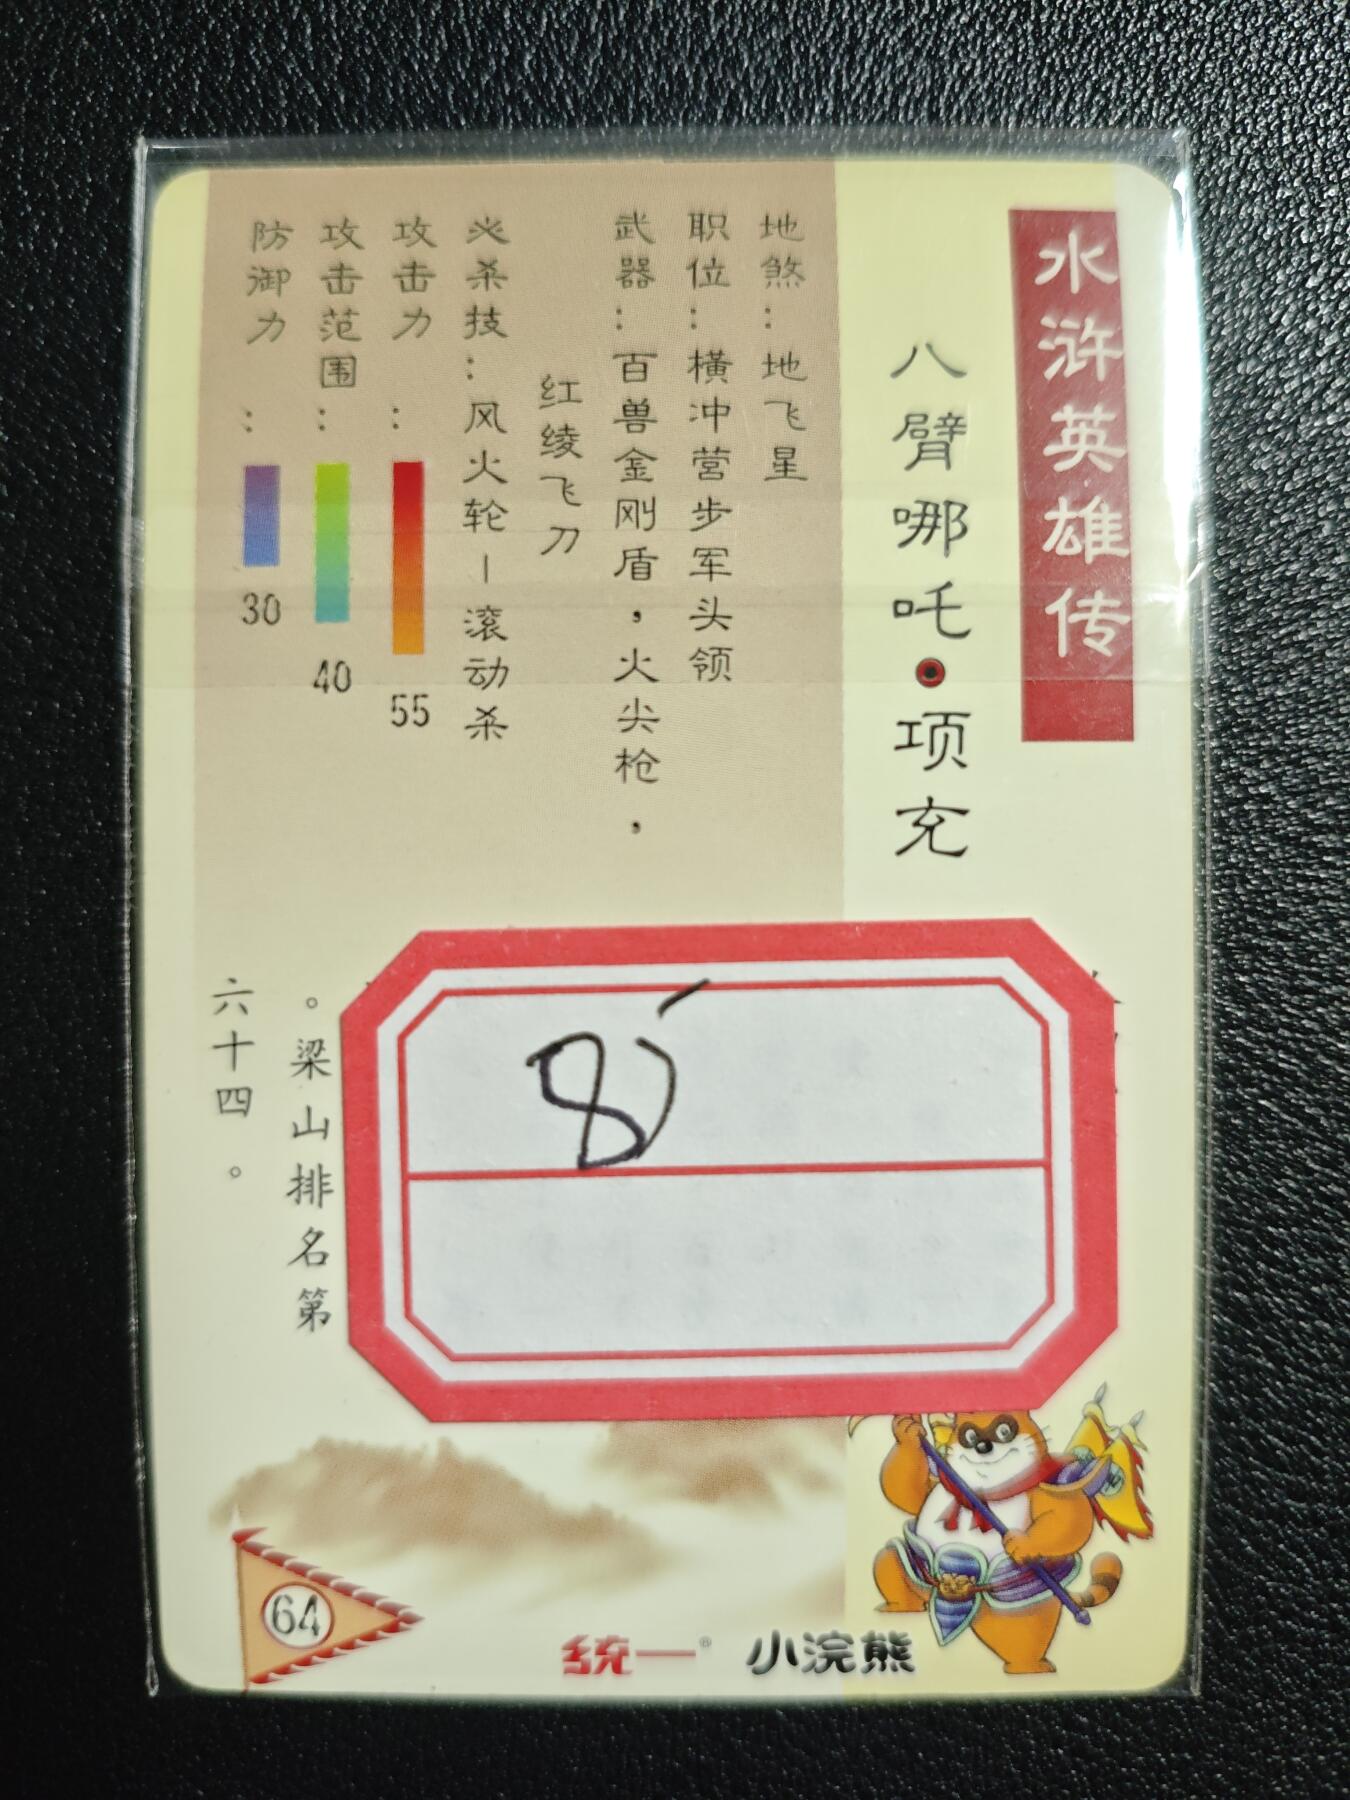 水浒英雄传
八臂哪吒·项充
地煞：地飞星
职位：横冲营步军头领
武器：百兽金刚盾，火尖枪，
红绫飞刀
必杀技：风火轮—滚动杀
攻击力：55
攻击范围：40
防御力：30
。梁山排名第
六十四。
64
统一® 小浣熊